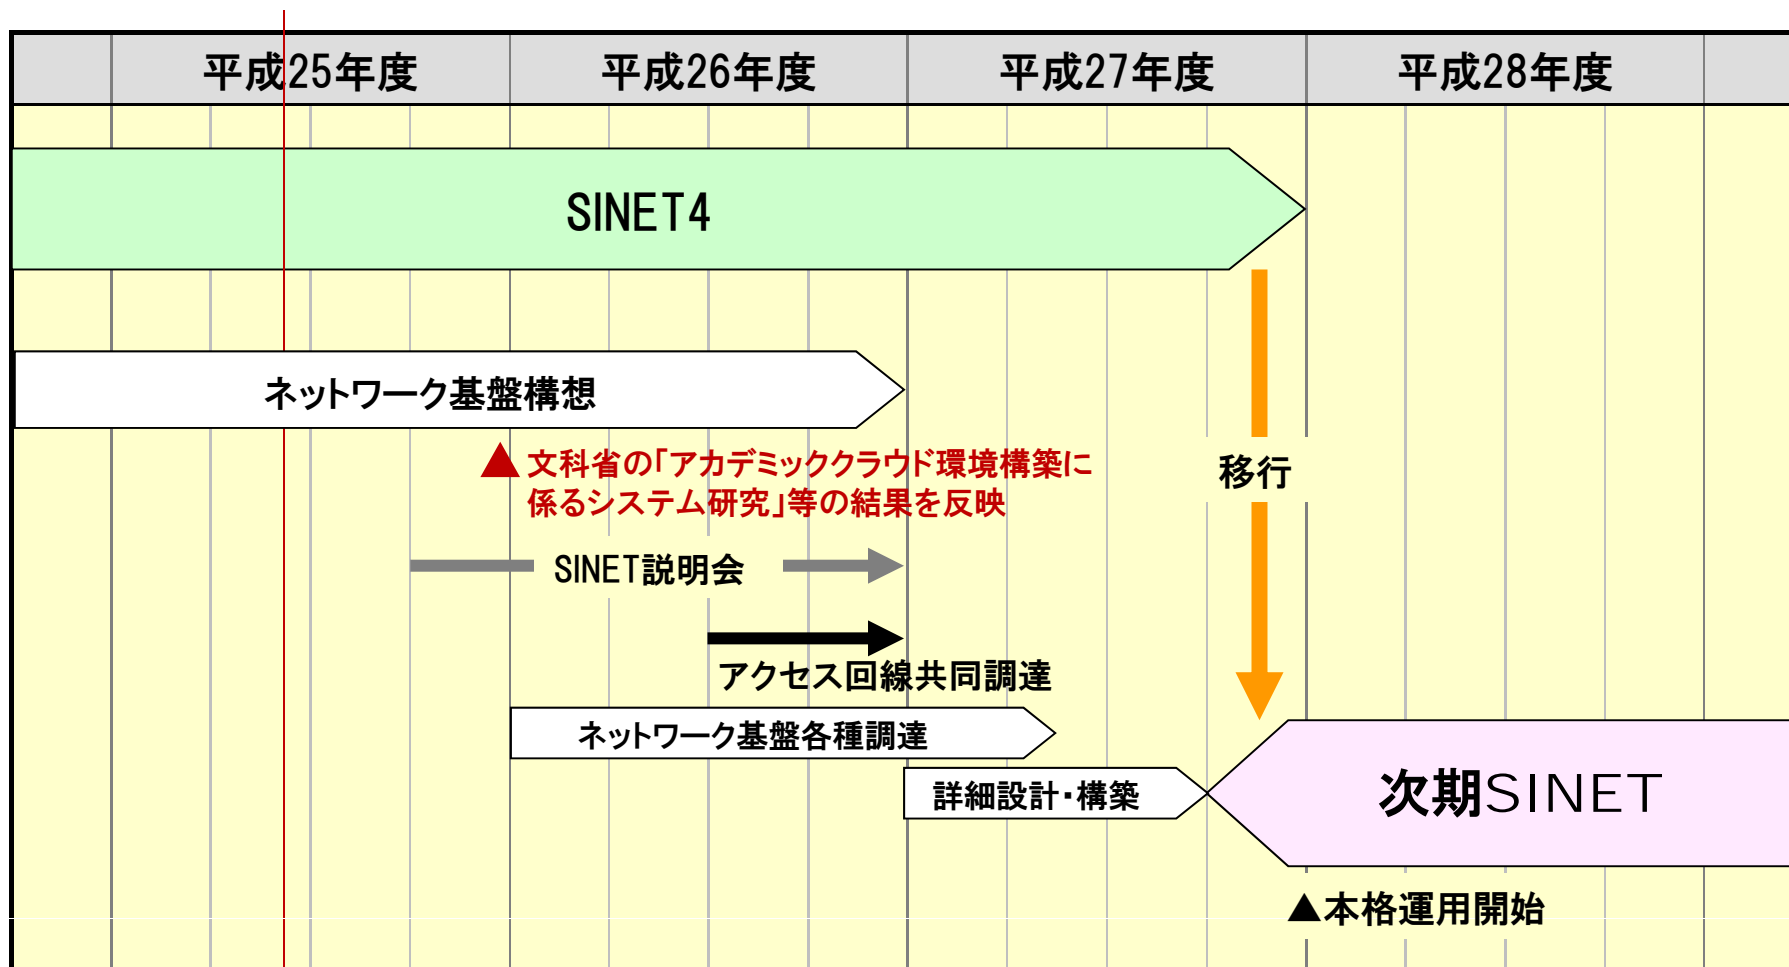 平成25年度 平成26年度 平成27年度 平成28年度
SINET4
ネットワーク基盤構想
▲文科省の「アカデミッククラウド環境構築に
係るシステム研究」等の結果を反映
移行
SINET説明会
アクセス回線共同調達
ネットワーク基盤各種調達
詳細設計・構築
次期SINET
▲本格運用開始